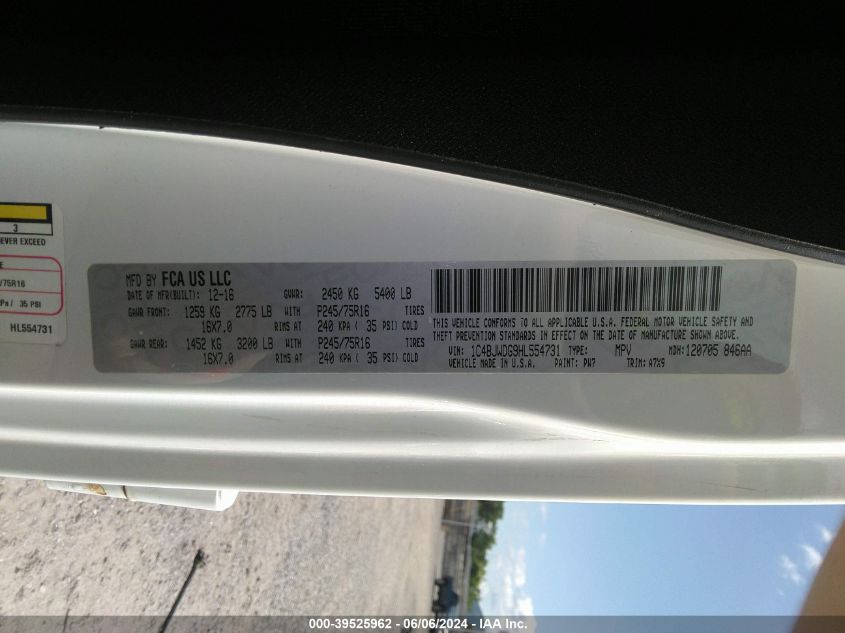 3
EVER EXCEED
E
/75R16
Pa / 35 PSI
HL554731
MFD BY FCA US LLC
DATE OF MFR(BUILT): 12-16 GVWR: 2450 KG 5400 LB
GAWR FRONT: 1259 KG 2775 LB WITH P245/75R16 TIRES
16X7.0 RIMS AT 240 KPA ( 35 PSI) COLD
GAWR REAR: 1452 KG 3200 LB WITH P245/75R16 TIRES
16X7.0 RIMS AT 240 KPA ( 35 PSI) COLD
THIS VEHICLE CONFORMS TO ALL APPLICABLE U.S.A. FEDERAL MOTOR VEHICLE SAFETY AND
THEFT PREVENTION STANDARDS IN EFFECT ON THE DATE OF MANUFACTURE SHOWN ABOVE.
VIN: 1C4BJWDG9HL554731 TYPE: MPV MDH: 120705 846AA
VEHICLE MADE IN U.S.A. PAINT: PW7 TRIM: A7X9
000-39525962 - 06/06/2024 - IAA Inc.